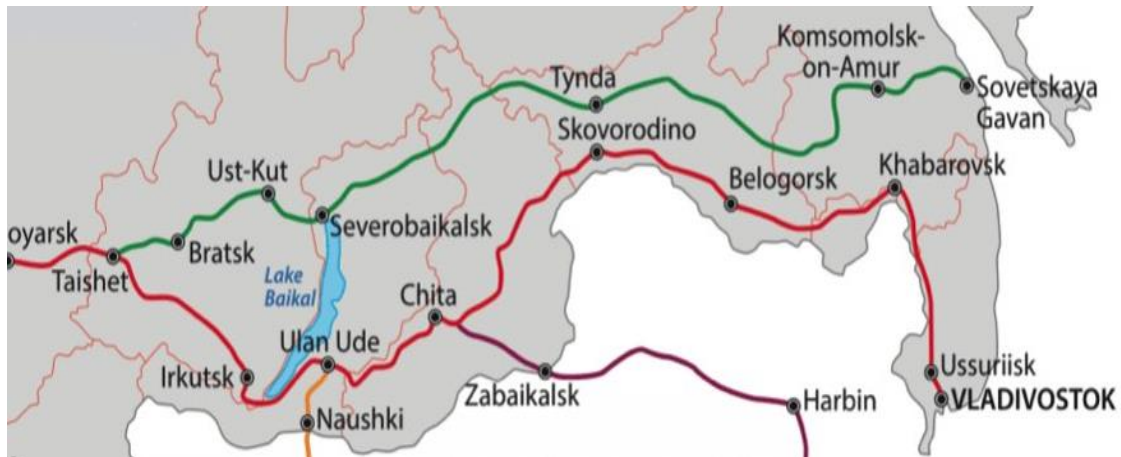 Komsomolsk-
on-Amur
Tynda
Sovetskaya
Gavan
Skovorodino
Ust-Kut
Belogorsk
Khabarovsk
Severobaikalsk
oyarsk
Bratsk
Taishet
Lake
Baikal
Chita
Ulan Ude
Irkutsk
Ussuriisk
Zabaikalsk
Harbin
VLADIVOSTOK
Naushki